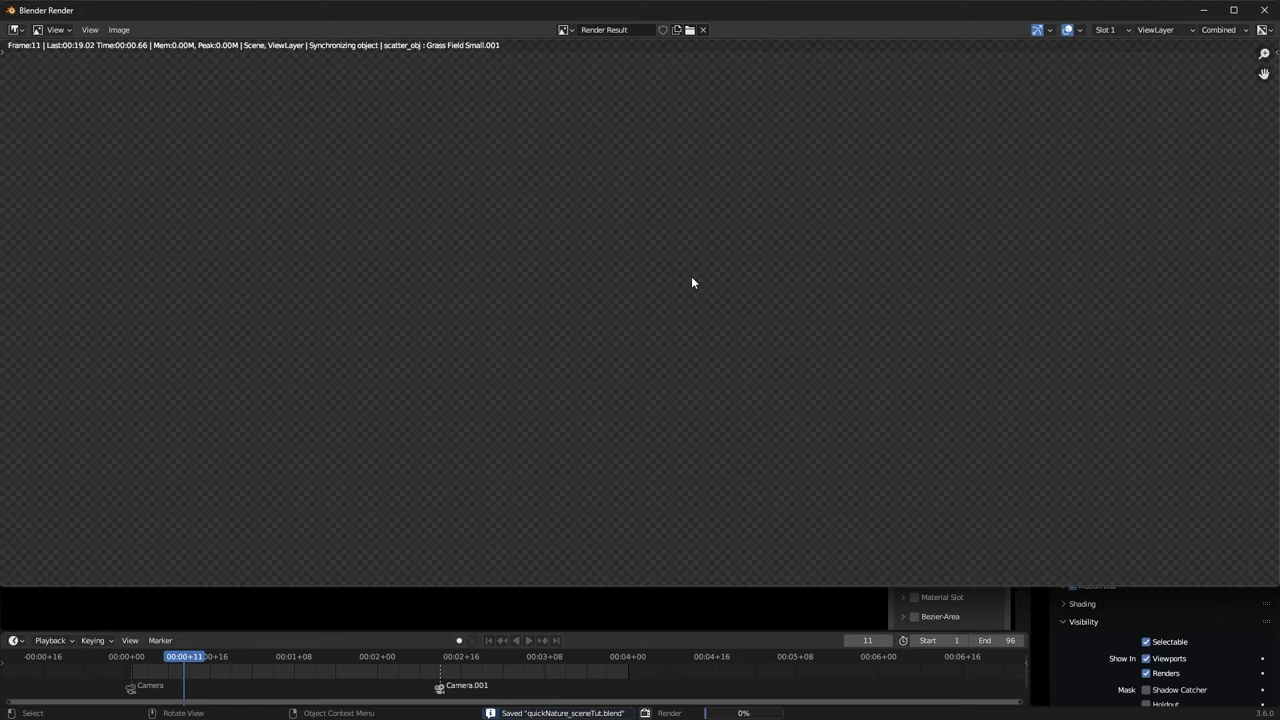 Blender Render
View View Image Render Result Slot 1 ViewLayer Combined
Frame:11 | Last:00:19.02 Time:00:00.66 | Mem:0.00M, Peak:0.00M | Scene, ViewLayer | Synchronizing object | scatter_obj : Grass Field Small.001
Material Slot
Shading
Bezier-Area
Visibility
Playback Keying View Marker 11 Start 1 End 96
Selectable
-00:00+16 00:00+00 00:00+11 0:00+16 00:01+08 00:02+00 00:02+16 00:03+08 00:04+00 00:04+16 00:05+08 00:06+00 00:06+16
Show In Viewports
Renders
Camera Camera.001
Mask Shadow Catcher
Holdout
Select Rotate View Object Context Menu Saved "quickNature_sceneTut.blend" Render 0%